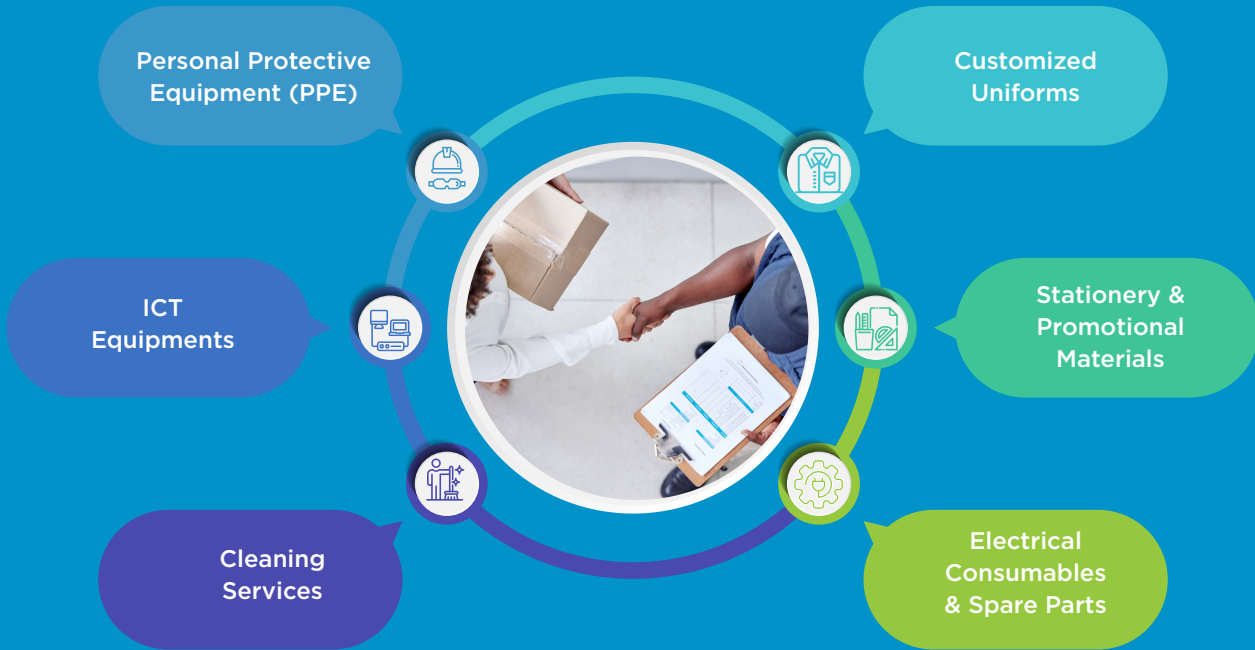 Personal Protective
Equipment (PPE)
Customized
Uniforms
ICT
Equipments
Stationery &
Promotional
Materials
Cleaning
Services
Electrical
Consumables
& Spare Parts